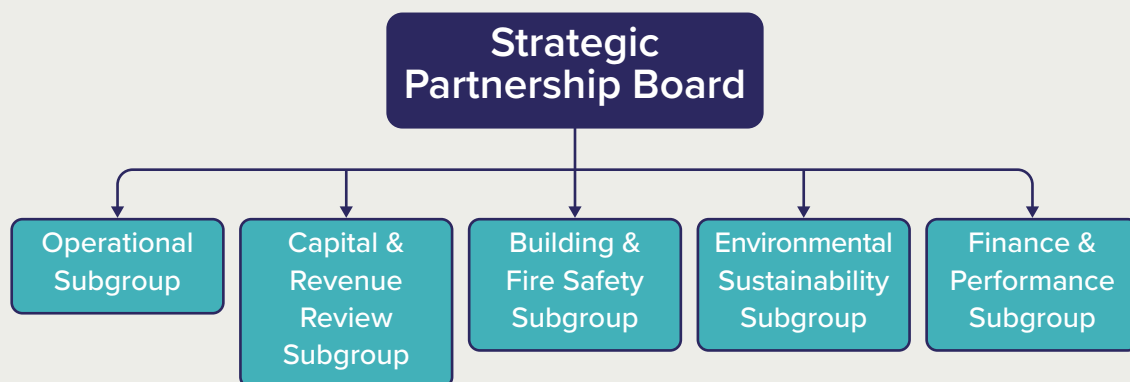 Strategic
Partnership Board
Operational
Subgroup
Capital &
Revenue
Review
Subgroup
Building &
Fire Safety
Subgroup
Environmental
Sustainability
Subgroup
Finance &
Performance
Subgroup